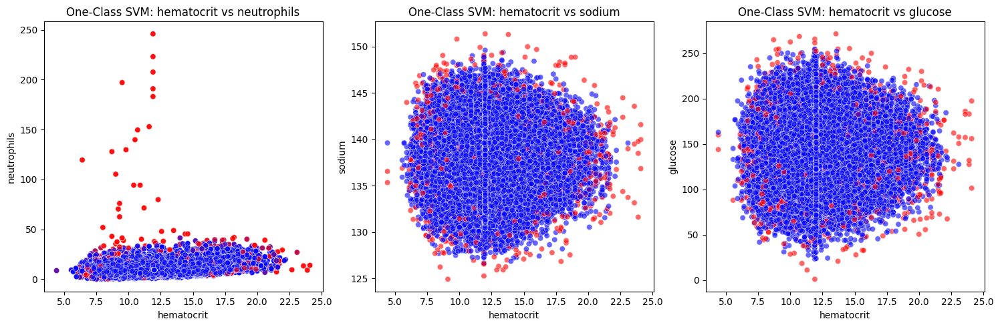 One-Class SVM: hematocrit vs neutrophils
250
200
150
100
50
0
neutrophils
5.0 7.5 10.0 12.5 15.0 17.5 20.0 22.5 25.0
hematocrit
One-Class SVM: hematocrit vs sodium
150
145
140
135
130
125
sodium
5.0 7.5 10.0 12.5 15.0 17.5 20.0 22.5 25.0
hematocrit
One-Class SVM: hematocrit vs glucose
250
200
150
100
50
0
glucose
5.0 7.5 10.0 12.5 15.0 17.5 20.0 22.5 25.0
hematocrit